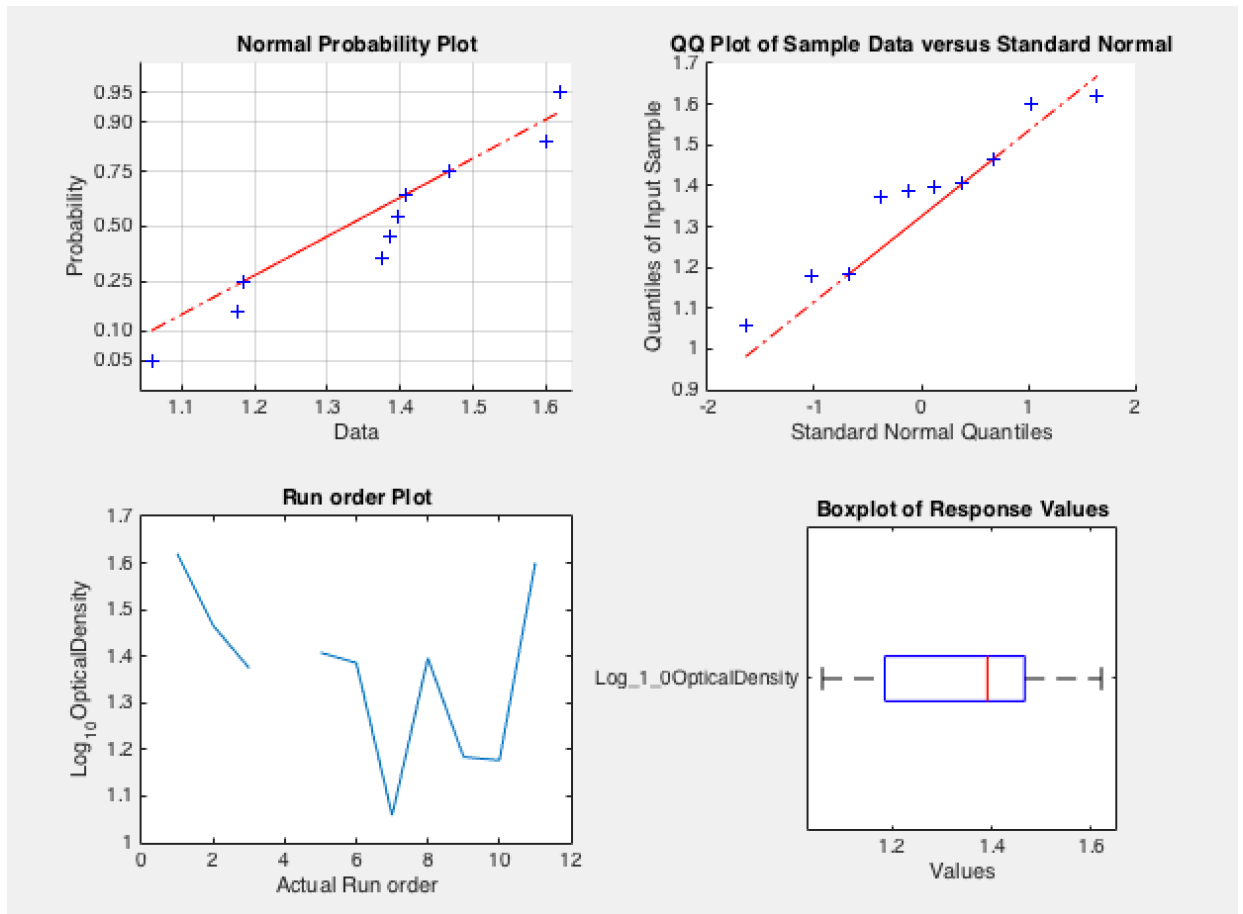 Normal Probability Plot
0.95
0.90
0.75
0.50
0.25
0.10
0.05
Probability
1.1 1.2 1.3 1.4 1.5 1.6
Data
QQ Plot of Sample Data versus Standard Normal
1.7
1.6
1.5
1.4
1.3
1.2
1.1
1
0.9
Quantiles of Input Sample
-2 -1 0 1 2
Standard Normal Quantiles
Run order Plot
1.7
1.6
1.5
1.4
1.3
1.2
1.1
1
Log10OpticalDensity
0 2 4 6 8 10 12
Actual Run order
Boxplot of Response Values
Log_1_0OpticalDensity
1.2 1.4 1.6
Values